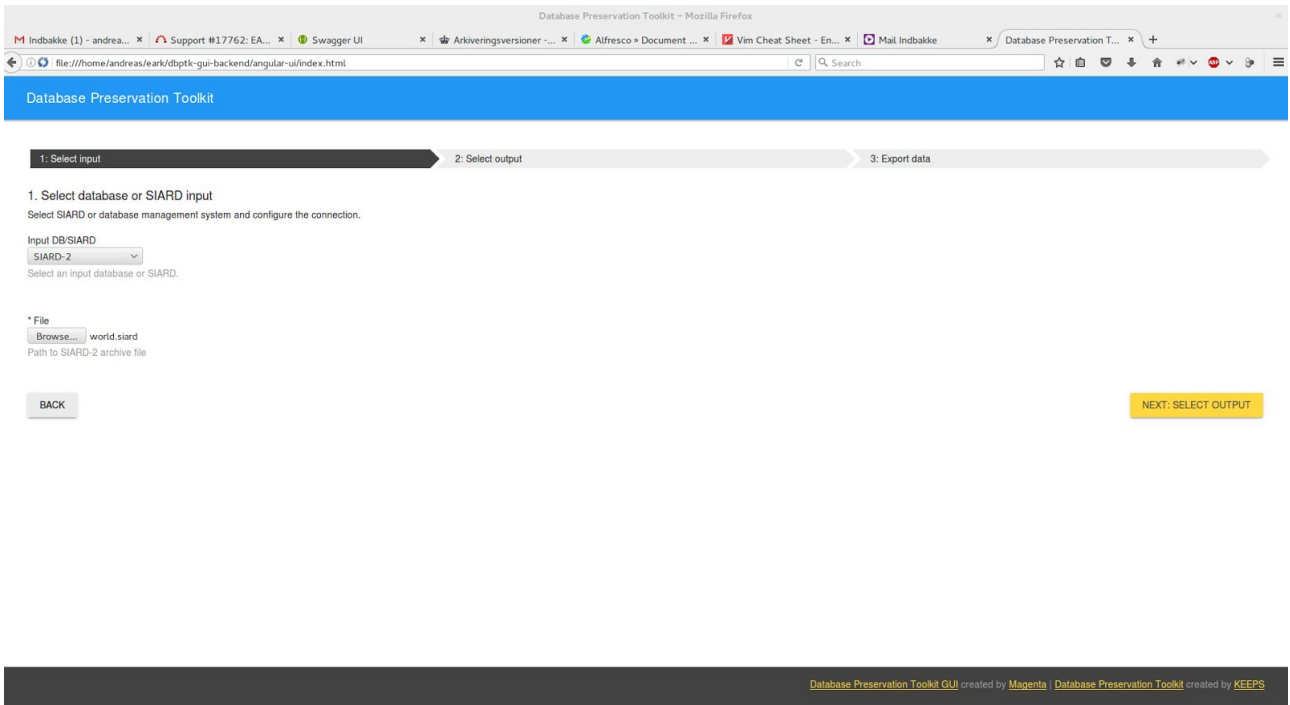 Database Preservation Toolkit - Mozilla Firefox
Indbakke (1) - andrea... Support #17762: EA... Swagger UI Arkiveringsversioner -... Alfresco » Document ... Vim Cheat Sheet - En... Mail Indbakke Database Preservation T...
file:///home/andreas/eark/dbptk-gui-backend/angular-ui/index.html Search
Database Preservation Toolkit
1: Select input 2: Select output 3: Export data
1. Select database or SIARD input
Select SIARD or database management system and configure the connection.
Input DB/SIARD
SIARD-2
Select an input database or SIARD.
* File
Browse... world.siard
Path to SIARD-2 archive file
BACK NEXT: SELECT OUTPUT
Database Preservation Toolkit GUI created by Magenta | Database Preservation Toolkit created by KEEPS